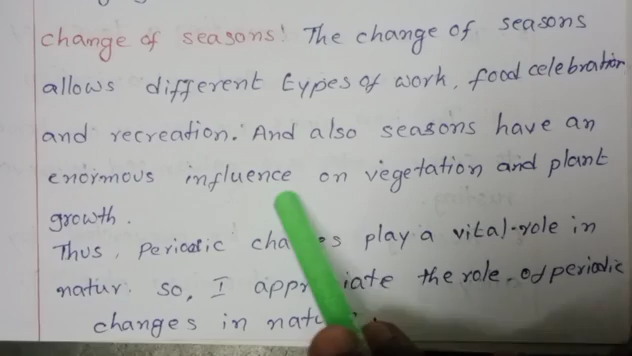 change of seasons: The change of seasons
allows different types of work, food celebration
and recreation. And also seasons have an
enormous influence on vegetation and plant
growth.
Thus, periodic play a vital role in
natur. so, I the role of periodic
changes in